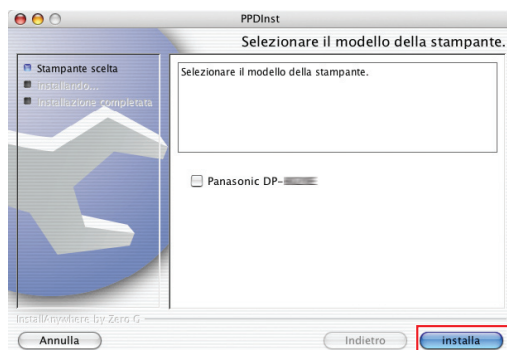 PPDInst
Selezionare il modello della stampante.
Stampante scelta
installando...
Installazione completata
Selezionare il modello della stampante.
Panasonic DP-
InstallAnywhere by Zero G
Annulla
Indietro
installa